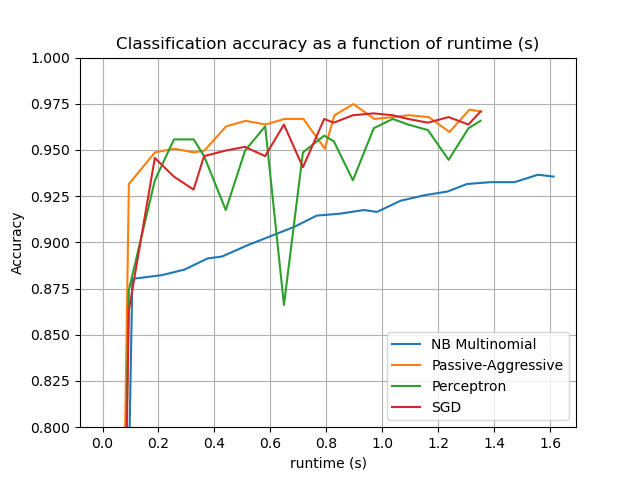 Classification accuracy as a function of runtime (s)
1.000
0.975
0.950
0.925
0.900
0.875
0.850
0.825
0.800
Accuracy
NB Multinomial
Passive-Aggressive
Perceptron
SGD
0.0 0.2 0.4 0.6 0.8 1.0 1.2 1.4 1.6
runtime (s)